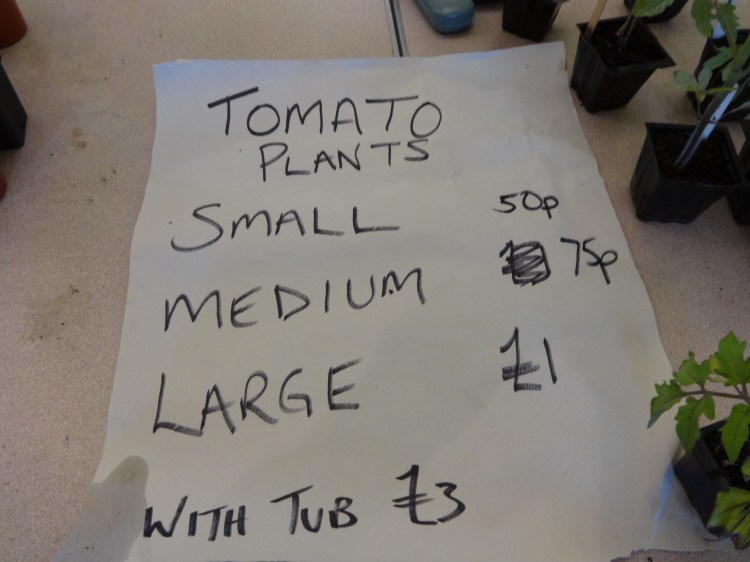 TOMATO
PLANTS
SMALL 50p
MEDIUM 75p
LARGE £1
WITH TUB £3